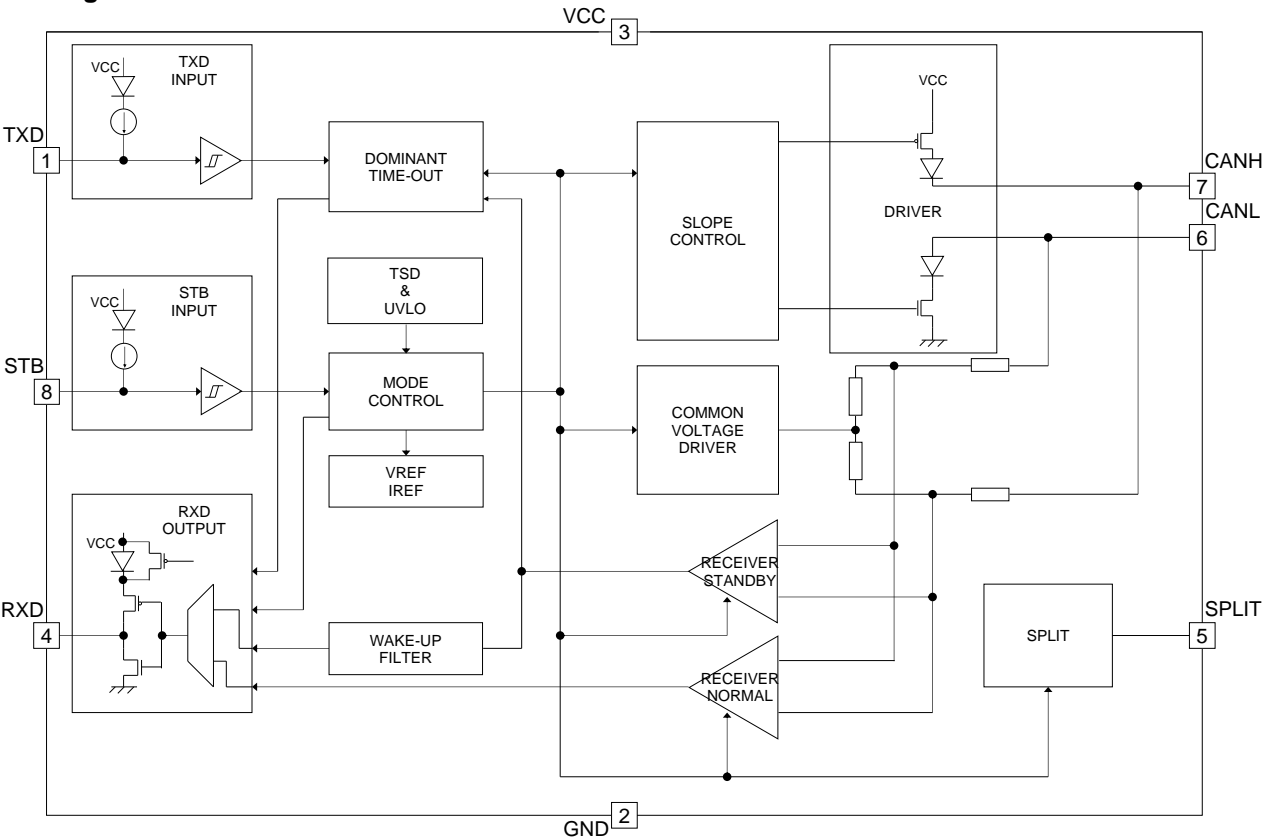 VCC
3
TXD
INPUT
VCC
VCC
TXD
1
DOMINANT
TIME-OUT
CANH
7
SLOPE
CONTROL
DRIVER
CANL
6
TSD
&
UVLO
STB
INPUT
VCC
STB
8
MODE
CONTROL
COMMON
VOLTAGE
DRIVER
VREF
IREF
RXD
OUTPUT
VCC
RECEIVER
STANDBY
RXD
4
WAKE-UP
FILTER
SPLIT
SPLIT
5
RECEIVER
NORMAL
GND
2